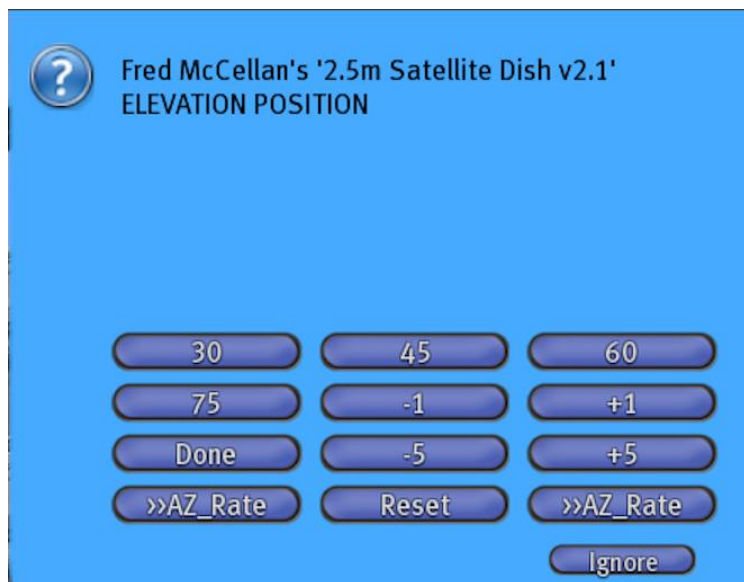 Fred McCellan's '2.5m Satellite Dish v2.1'
ELEVATION POSITION
30 45 60
75 -1 +1
Done -5 +5
>>AZ_Rate Reset >>AZ_Rate
Ignore